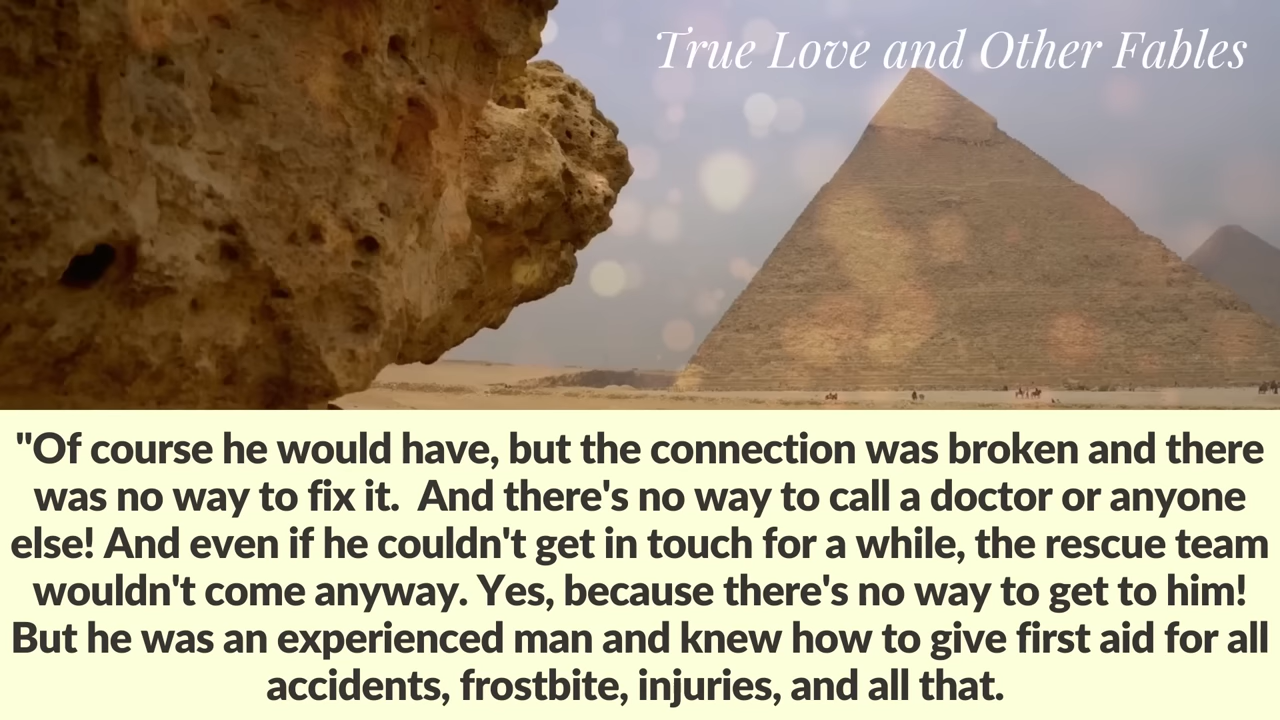 True Love and Other Fables
"Of course he would have, but the connection was broken and there
was no way to fix it.  And there's no way to call a doctor or anyone
else! And even if he couldn't get in touch for a while, the rescue team
wouldn't come anyway. Yes, because there's no way to get to him!
But he was an experienced man and knew how to give first aid for all
accidents, frostbite, injuries, and all that.